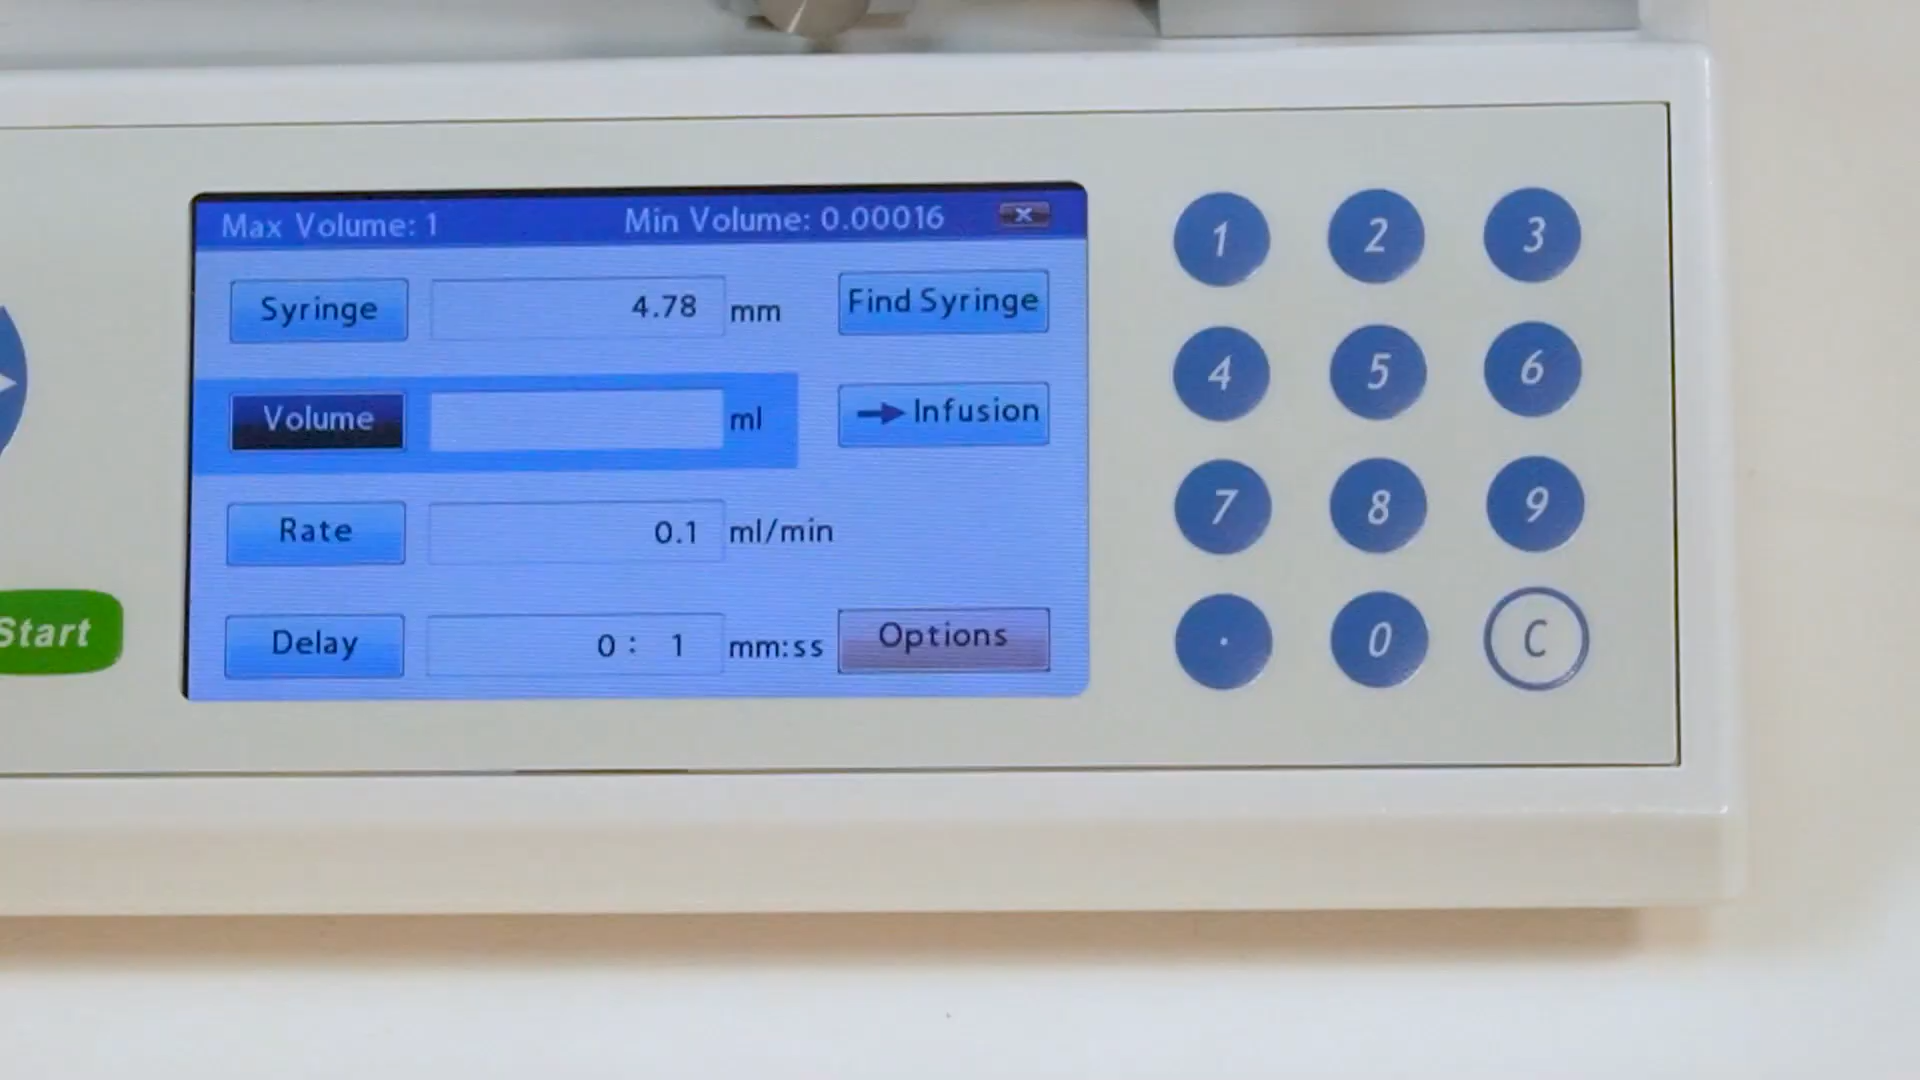 Max Volume: 1 Min Volume: 0.00016 X
Syringe 4.78 mm Find Syringe
Volume ml Infusion
Rate 0.1 ml/min
Delay 0: 1 mm:ss Options
Start
1 2 3
4 5 6
7 8 9
. 0 C